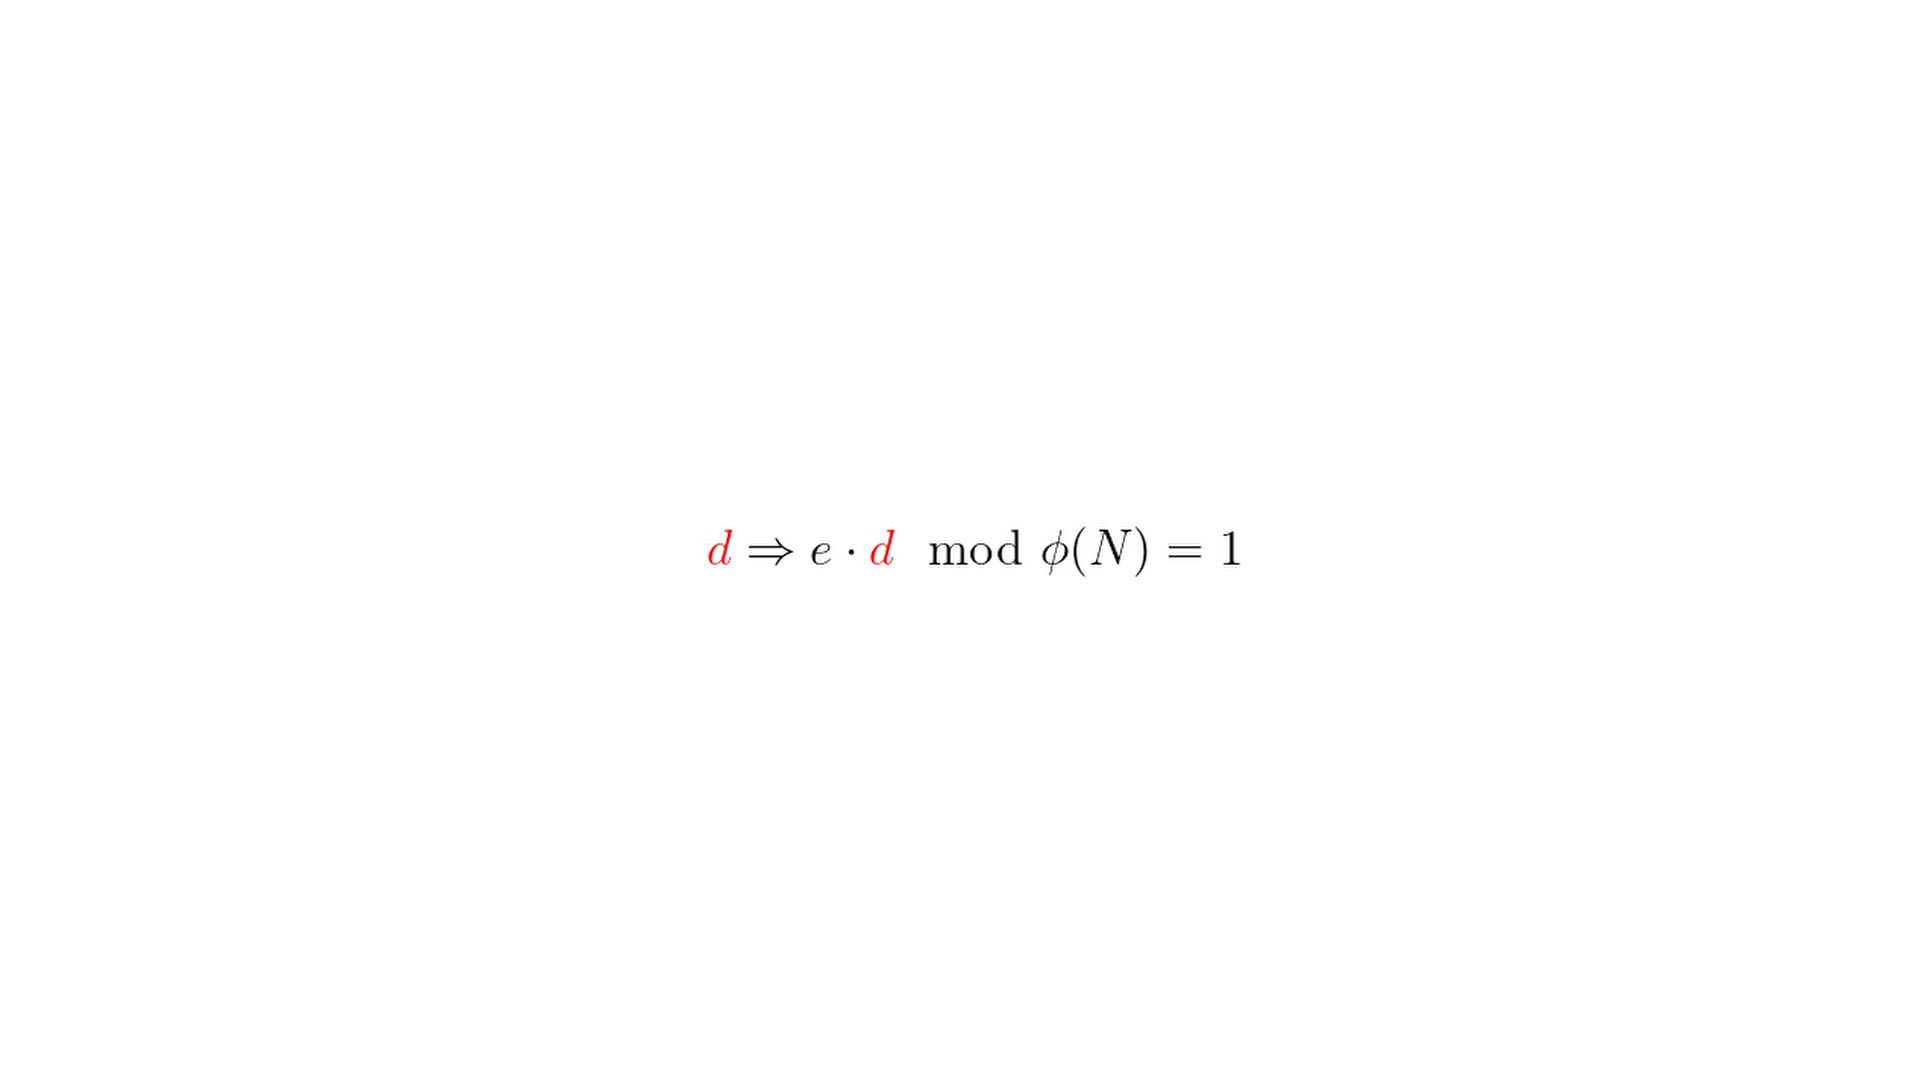 d ⇒ e · d mod ϕ(N) = 1